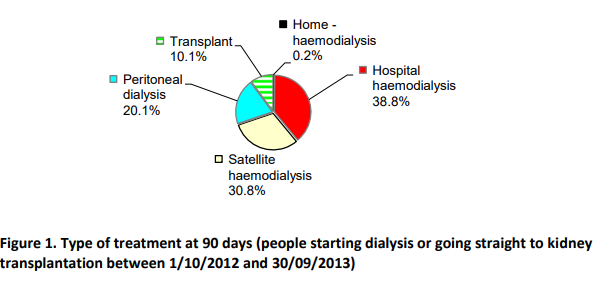 Home -
haemodialysis
0.2%
Transplant
10.1%
Hospital
haemodialysis
38.8%
Peritoneal
dialysis
20.1%
Satellite
haemodialysis
30.8%
Figure 1. Type of treatment at 90 days (people starting dialysis or going straight to kidney
transplantation between 1/10/2012 and 30/09/2013)